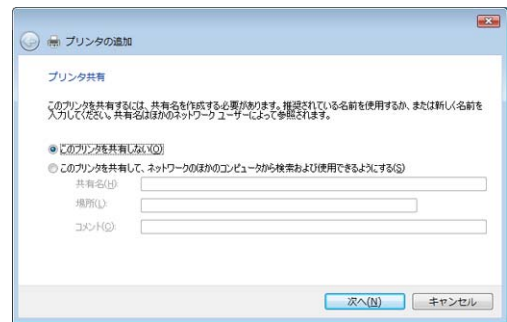 プリンタの追加
プリンタ共有
このプリンタを共有するには、共有名を作成する必要があります。推奨されている名前を使用するか、または新しく名前を
入力してください。共有名はほかのネットワーク ユーザーによって参照されます。
このプリンタを共有しない(O)
このプリンタを共有して、ネットワークのほかのコンピュータから検索および使用できるようにする(S)
共有名(H):
場所(L):
コメント(C):
次へ(N)
キャンセル